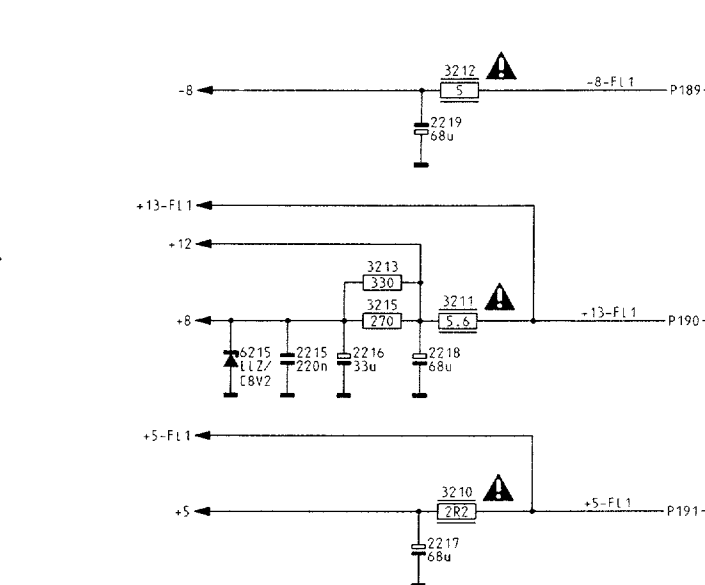 3212
-8
5
-8-FL1
P189
2219
68u
+13-FL1
+12
3213
330
3215
3211
+8
270
5.6
+13-FL1
P190
6215
LLZ/
C8V2
2215
220n
2216
33u
2218
68u
+5-FL1
3210
+5
2R2
+5-FL1
P191
2217
68u